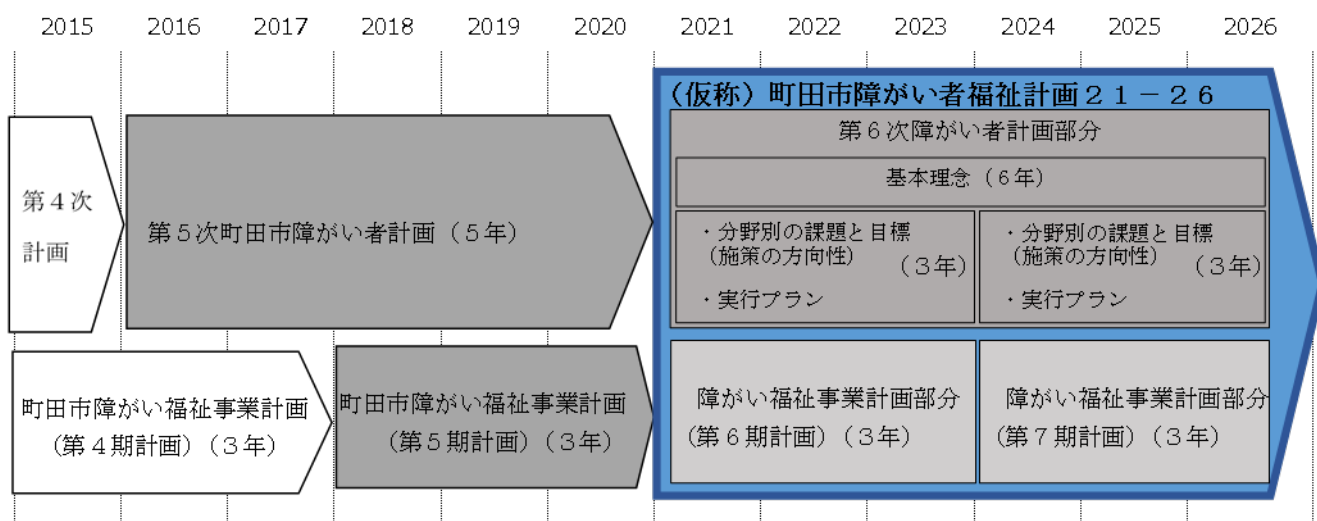 2015 2016 2017 2018 2019 2020 2021 2022 2023 2024 2025 2026
(仮称)町田市障がい者福祉計画21-26
第6次障がい者計画部分
基本理念(6年)
第4次
計画
第5次町田市障がい者計画(5年)
・分野別の課題と目標
(施策の方向性)
(3年)
・実行プラン
・分野別の課題と目標
(施策の方向性)
(3年)
・実行プラン
町田市障がい福祉事業計画
(第4期計画)(3年)
町田市障がい福祉事業計画
(第5期計画)(3年)
障がい福祉事業計画部分
(第6期計画)(3年)
障がい福祉事業計画部分
(第7期計画)(3年)